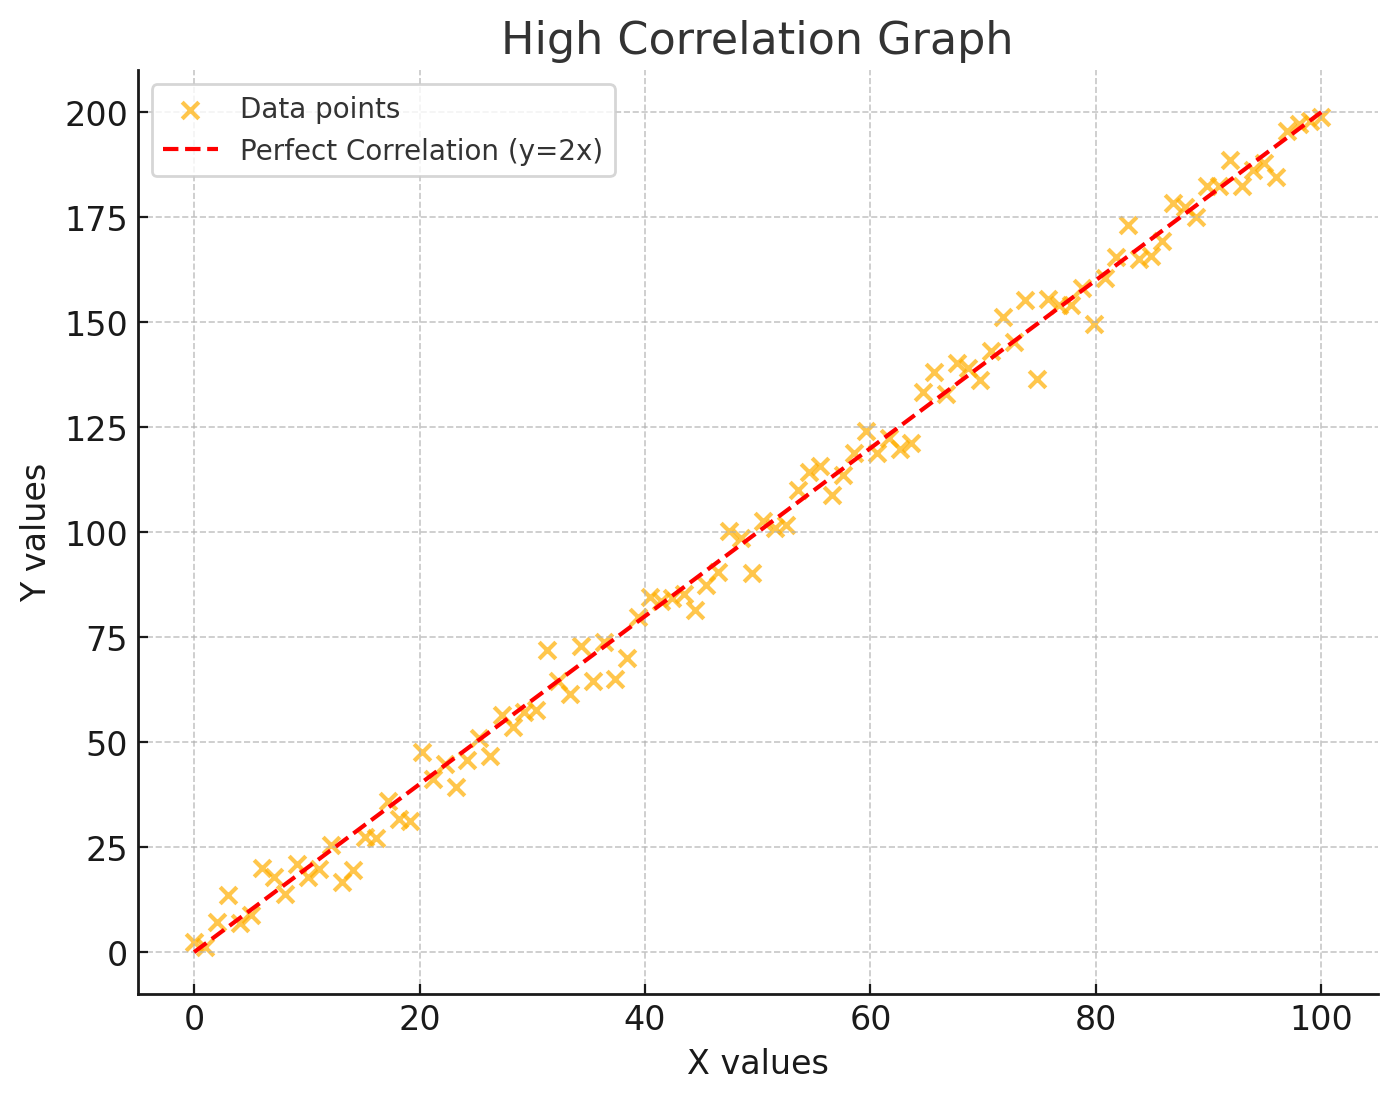 High Correlation Graph
Data points
Perfect Correlation (y=2x)
200
175
150
125
100
75
50
25
0
Y values
0 20 40 60 80 100
X values